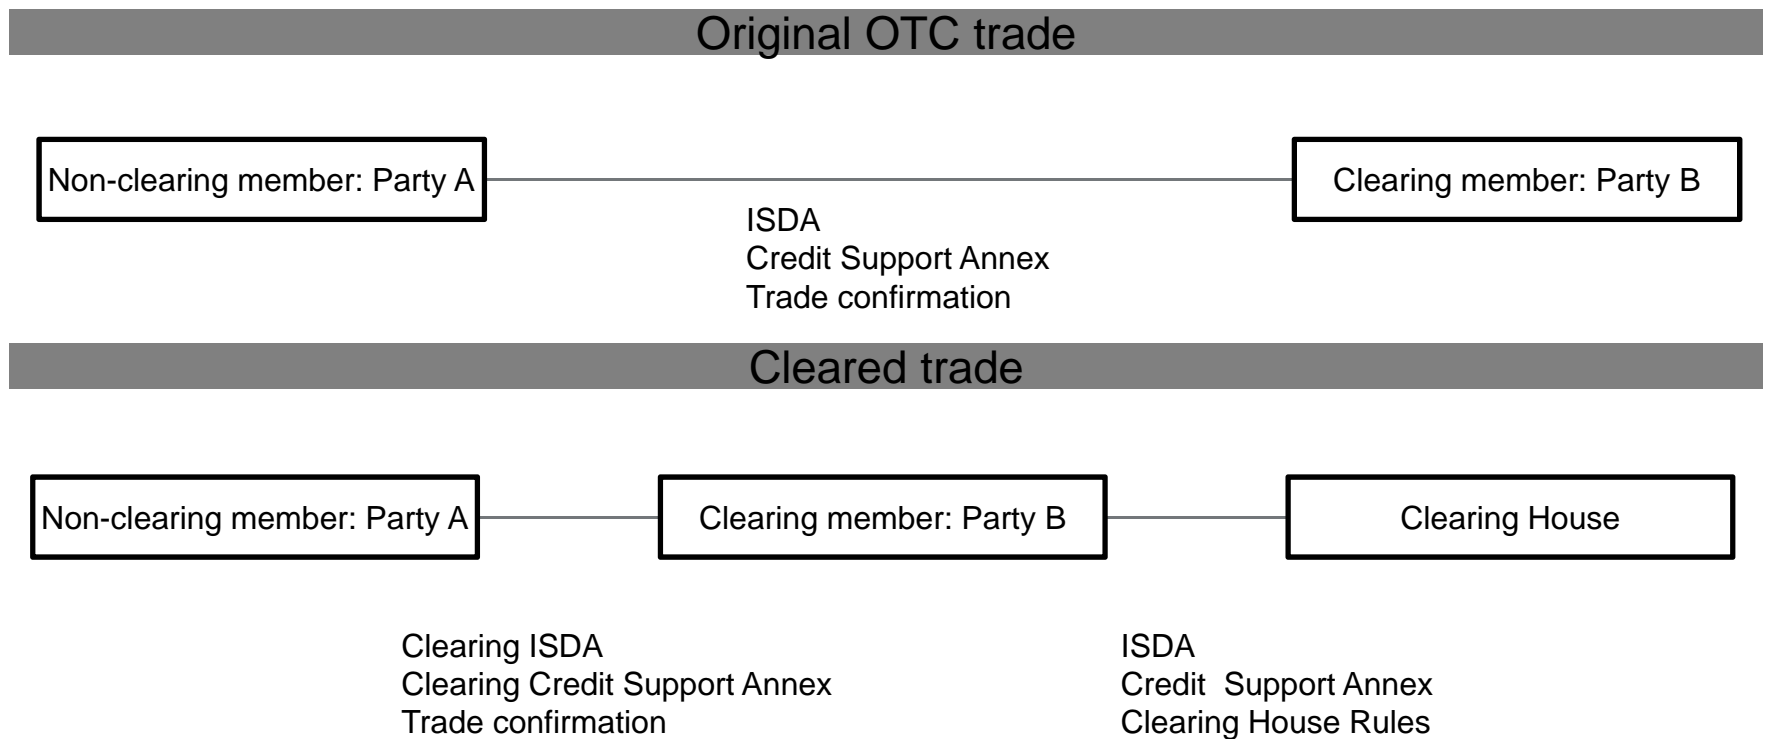 Original OTC trade
Non-clearing member: Party A
Clearing member: Party B
ISDA
Credit Support Annex
Trade confirmation
Cleared trade
Non-clearing member: Party A
Clearing member: Party B
Clearing House
Clearing ISDA
Clearing Credit Support Annex
Trade confirmation
ISDA
Credit  Support Annex
Clearing House Rules